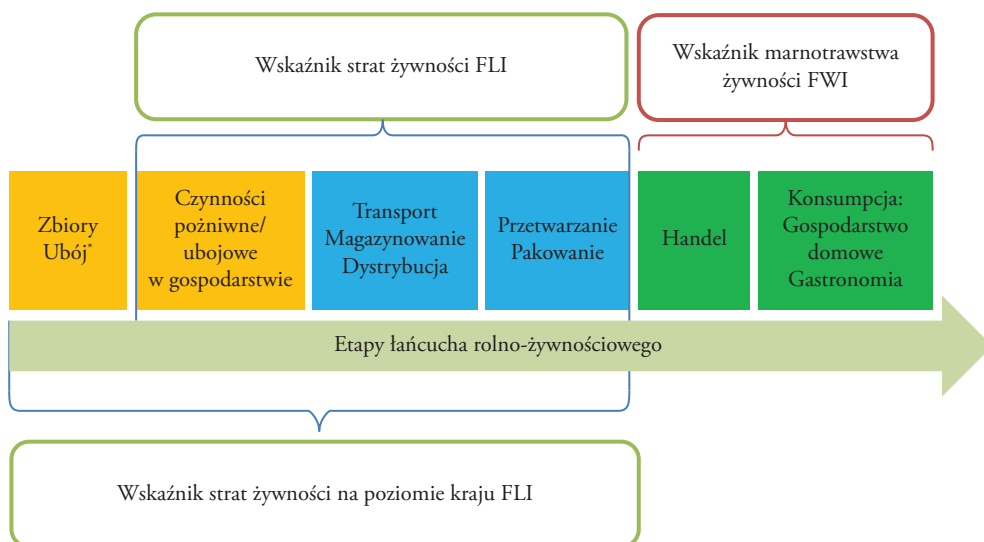 Wskaźnik strat żywności FLI
Wskaźnik marnotrawstwa
żywności FWI
Zbiory
Ubój*
Czynności
pożniwne/
ubojowe
w gospodarstwie
Transport
Magazynowanie
Dystrybucja
Przetwarzanie
Pakowanie
Handel
Konsumpcja:
Gospodarstwo
domowe
Gastronomia
Etapy łańcucha rolno-żywnościowego
Wskaźnik strat żywności na poziomie kraju FLI